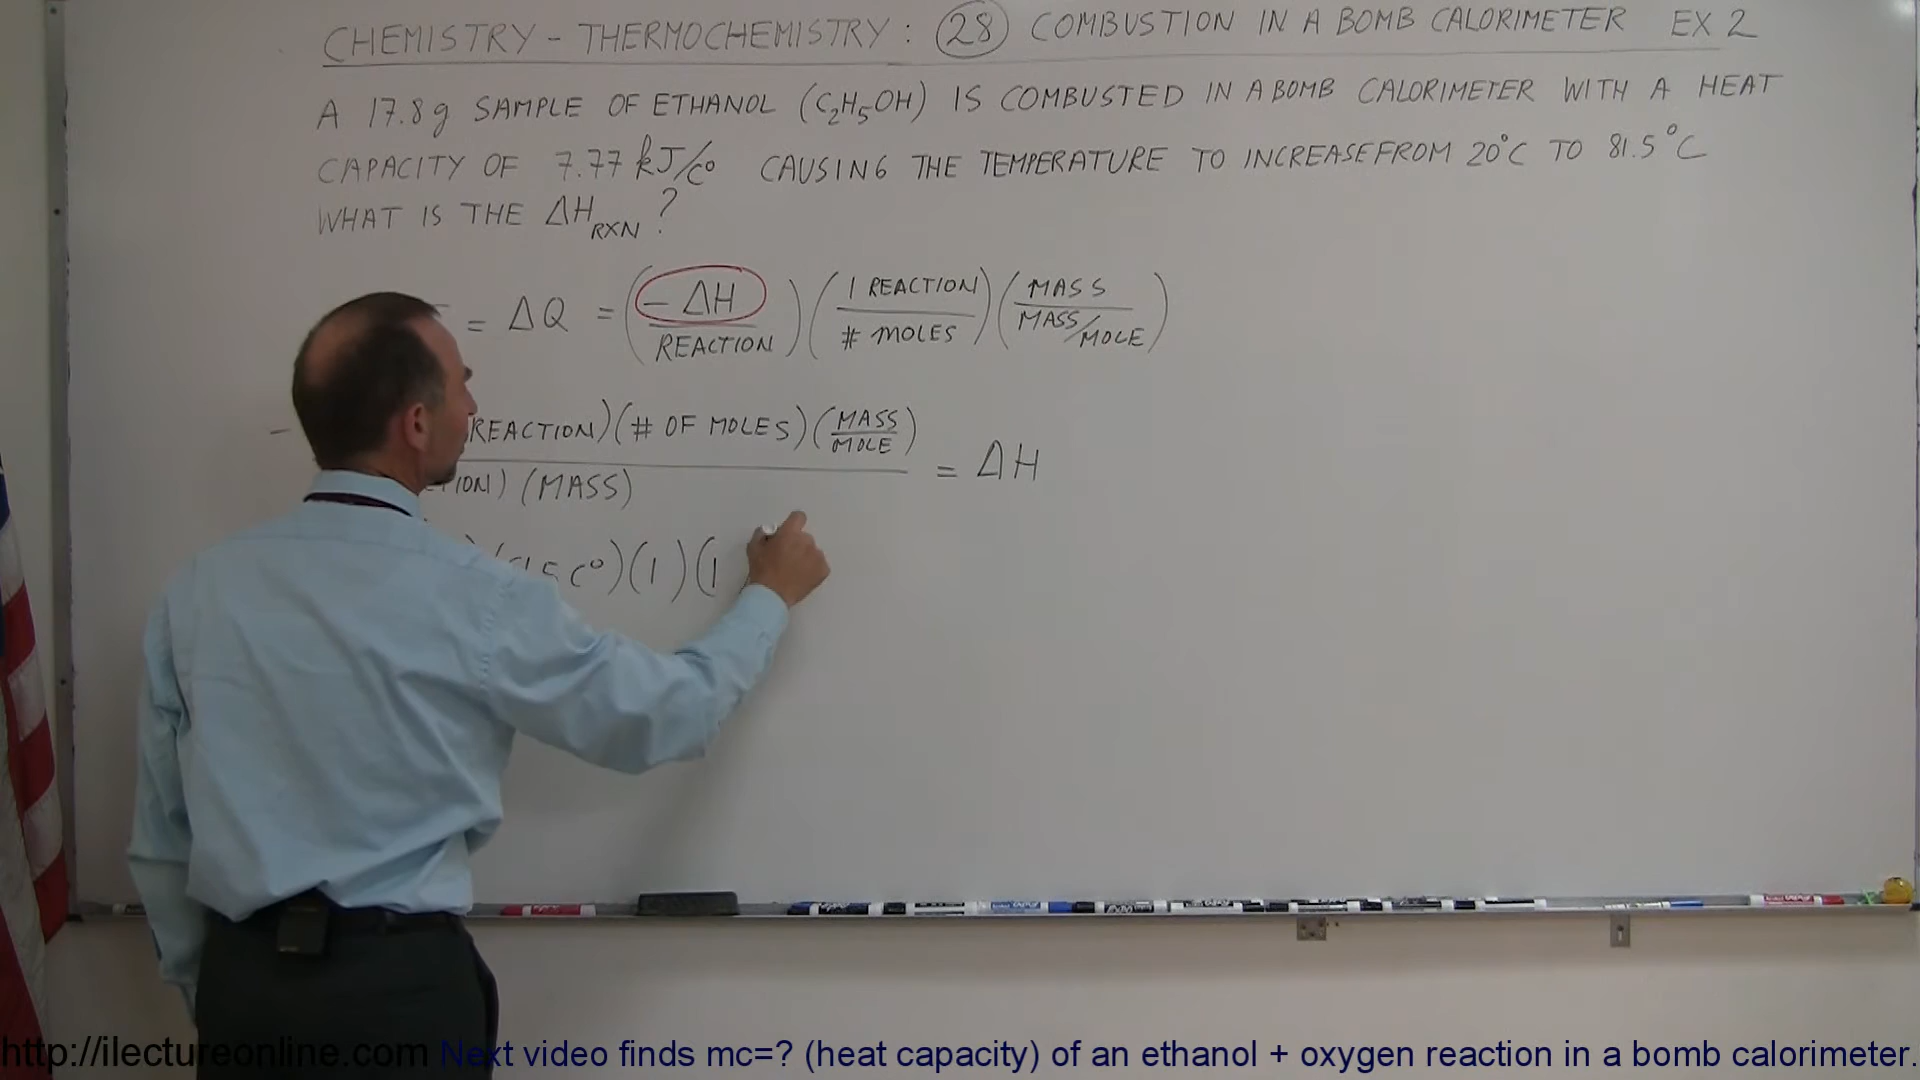 CHEMISTRY - THERMOCHEMISTRY : 28 COMBUSTION IN A BOMB CALORIMETER EX 2
A 17.8g SAMPLE OF ETHANOL (C₂H₅OH) IS COMBUSTED IN A BOMB CALORIMETER WITH A HEAT
CAPACITY OF 7.77 kJ/C° CAUSING THE TEMPERATURE TO INCREASE FROM 20°C TO 81.5°C
WHAT IS THE ΔH RXN ?
= ΔQ = (-ΔH / REACTION) (1 REACTION / # MOLES) (MASS / MASS/MOLE)
- REACTION) (# OF MOLES) (MASS / MOLE)
) (MASS) = ΔH
C°) (1) (1
http://ilectureonline.com Next video finds mc=? (heat capacity) of an ethanol + oxygen reaction in a bomb calorimeter.